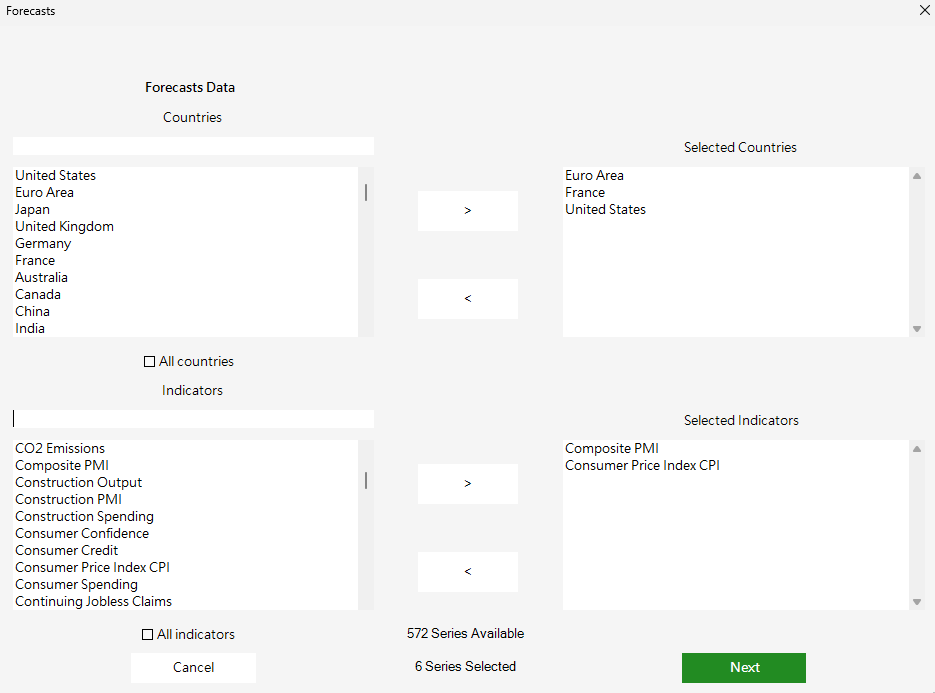 Forecasts
Forecasts Data
Countries
Selected Countries
United States
Euro Area
Japan
United Kingdom
Germany
France
Australia
Canada
China
India
>
<
Euro Area
France
United States
All countries
Indicators
Selected Indicators
CO2 Emissions
Composite PMI
Construction Output
Construction PMI
Construction Spending
Consumer Confidence
Consumer Credit
Consumer Price Index CPI
Consumer Spending
Continuing Jobless Claims
>
<
Composite PMI
Consumer Price Index CPI
All indicators
572 Series Available
Cancel
6 Series Selected
Next